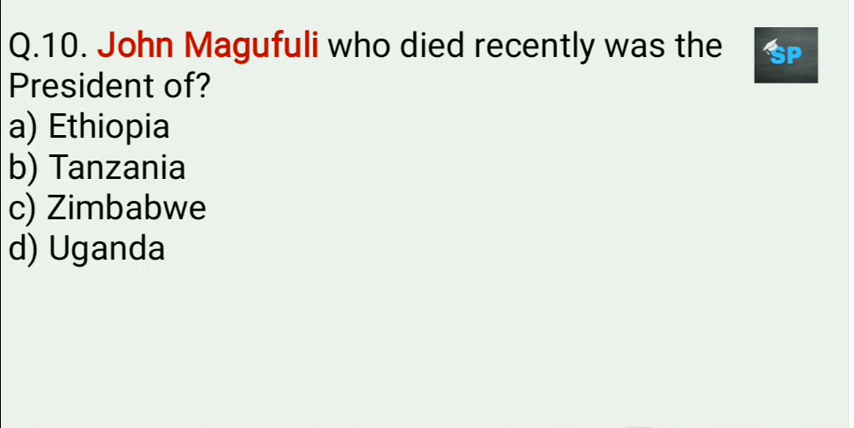 Q.10. John Magufuli who died recently was the
SP
President of?
a) Ethiopia
b) Tanzania
c) Zimbabwe
d) Uganda